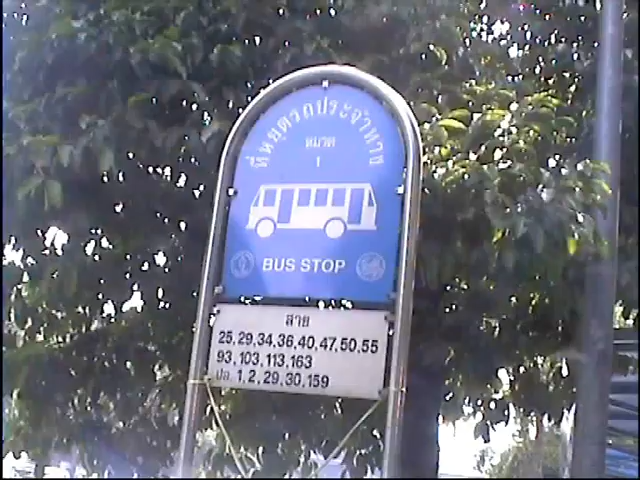 ที่หยุดรถประจำทาง
หมวด
1
BUS STOP
สาย
25,29,34,36,40,47,50,55
93,103,113,163
ปอ. 1,2,29,30,159